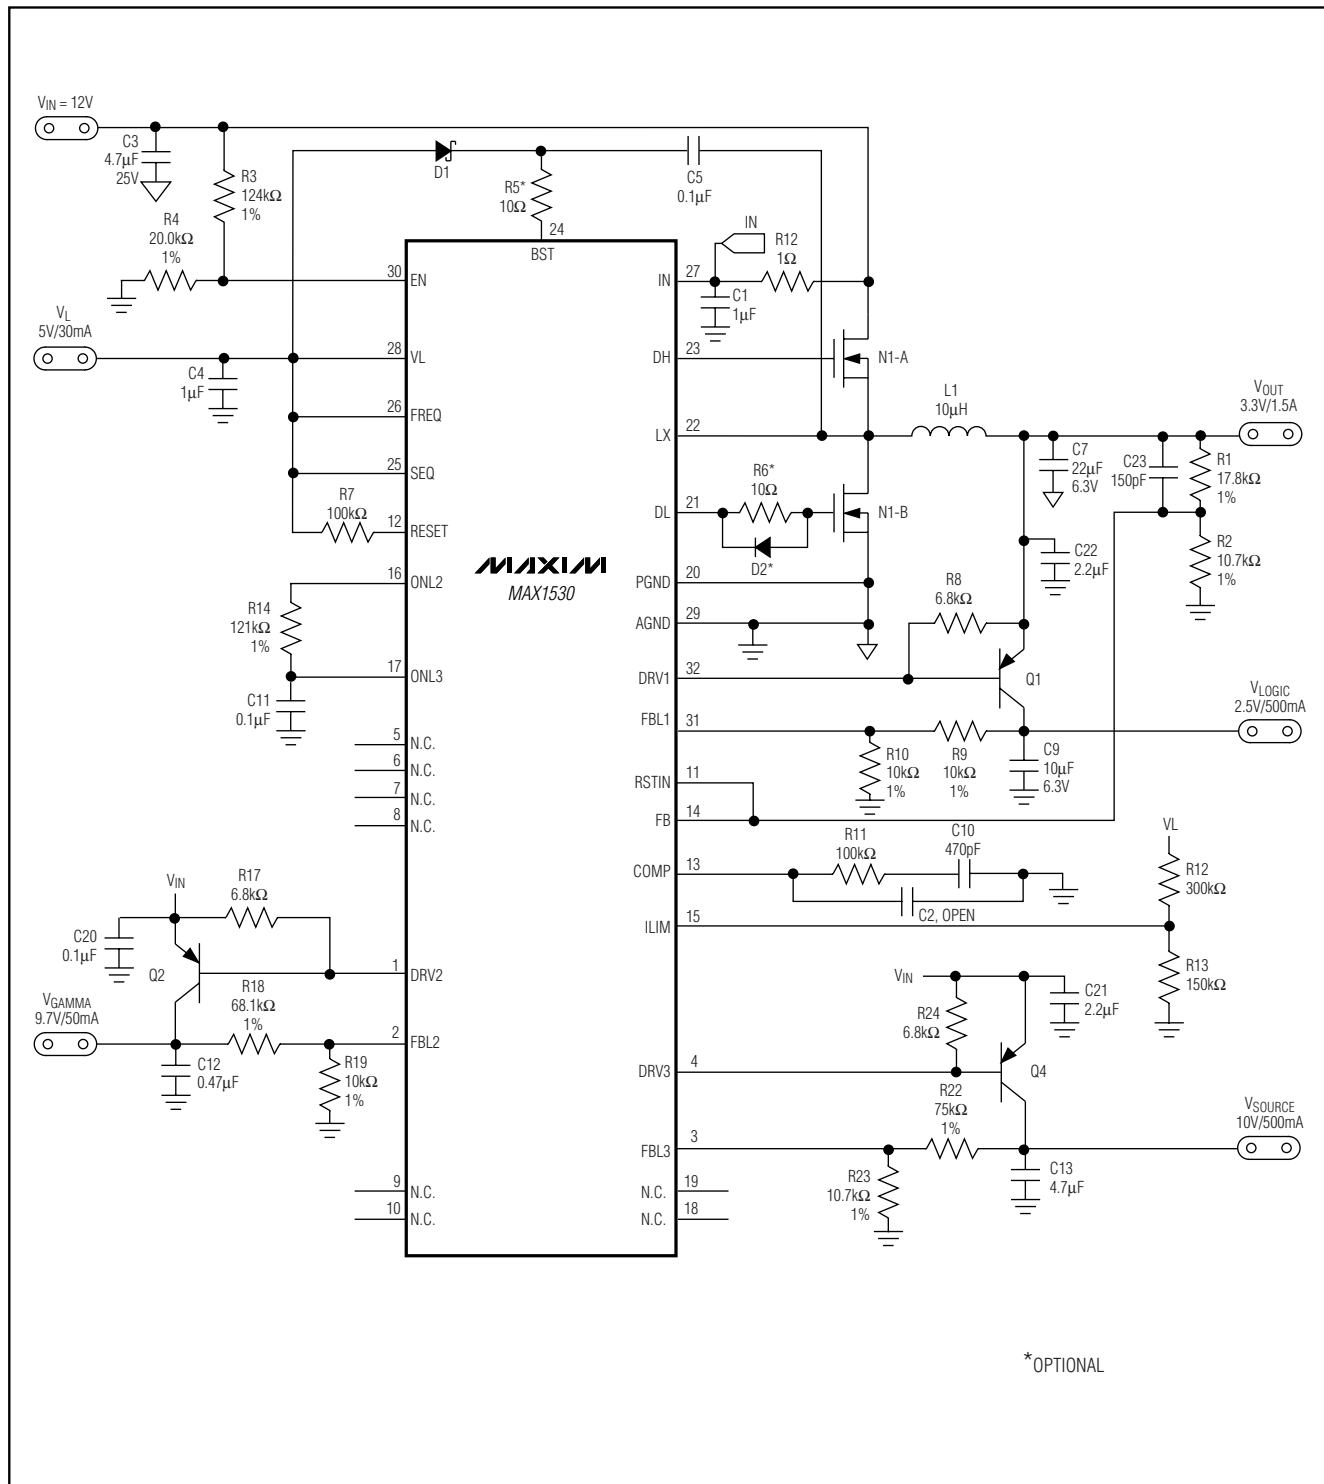 VIN = 12V
C3
4.7µF
25V
R3
124kΩ
1%
R4
20.0kΩ
1%
D1
R5*
10Ω
C5
0.1µF
24
BST
30
EN
IN
27
IN
R12
1Ω
C1
1µF
VL
5V/30mA
C4
1µF
28
VL
DH
23
N1-A
26
FREQ
LX
22
L1
10µH
VOUT
3.3V/1.5A
C7
22µF
6.3V
C23
150pF
R1
17.8kΩ
1%
25
SEQ
R7
100kΩ
12
RESET
DL
21
R6*
10Ω
D2*
N1-B
R2
10.7kΩ
1%
C22
2.2µF
MAXIM
MAX1530
16
ONL2
PGND
20
R14
121kΩ
1%
AGND
29
R8
6.8kΩ
17
ONL3
DRV1
32
Q1
C11
0.1µF
FBL1
31
VLOGIC
2.5V/500mA
R10
10kΩ
1%
R9
10kΩ
1%
C9
10µF
6.3V
5
N.C.
6
N.C.
7
N.C.
8
N.C.
RSTIN
11
FB
14
COMP
13
R11
100kΩ
C10
470pF
C2, OPEN
VL
R12
300kΩ
ILIM
15
R13
150kΩ
VIN
R17
6.8kΩ
C20
0.1µF
Q2
1
DRV2
R18
68.1kΩ
1%
VGAMMA
9.7V/50mA
2
FBL2
C12
0.47µF
R19
10kΩ
1%
VIN
R24
6.8kΩ
C21
2.2µF
DRV3
4
Q4
R22
75kΩ
1%
VSOURCE
10V/500mA
FBL3
3
R23
10.7kΩ
1%
C13
4.7µF
9
N.C.
10
N.C.
N.C.
19
N.C.
18
*OPTIONAL